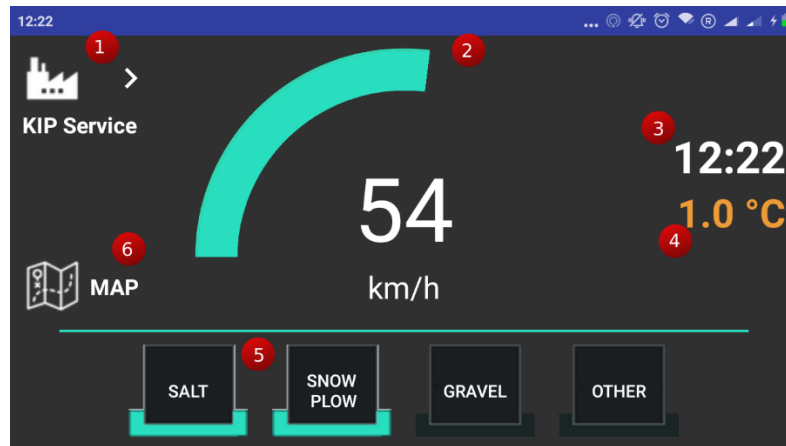 12:22
1
2
KIP Service
3
12:22
54
1.0 °C
4
6
MAP
km/h
5
SALT
SNOW
PLOW
GRAVEL
OTHER